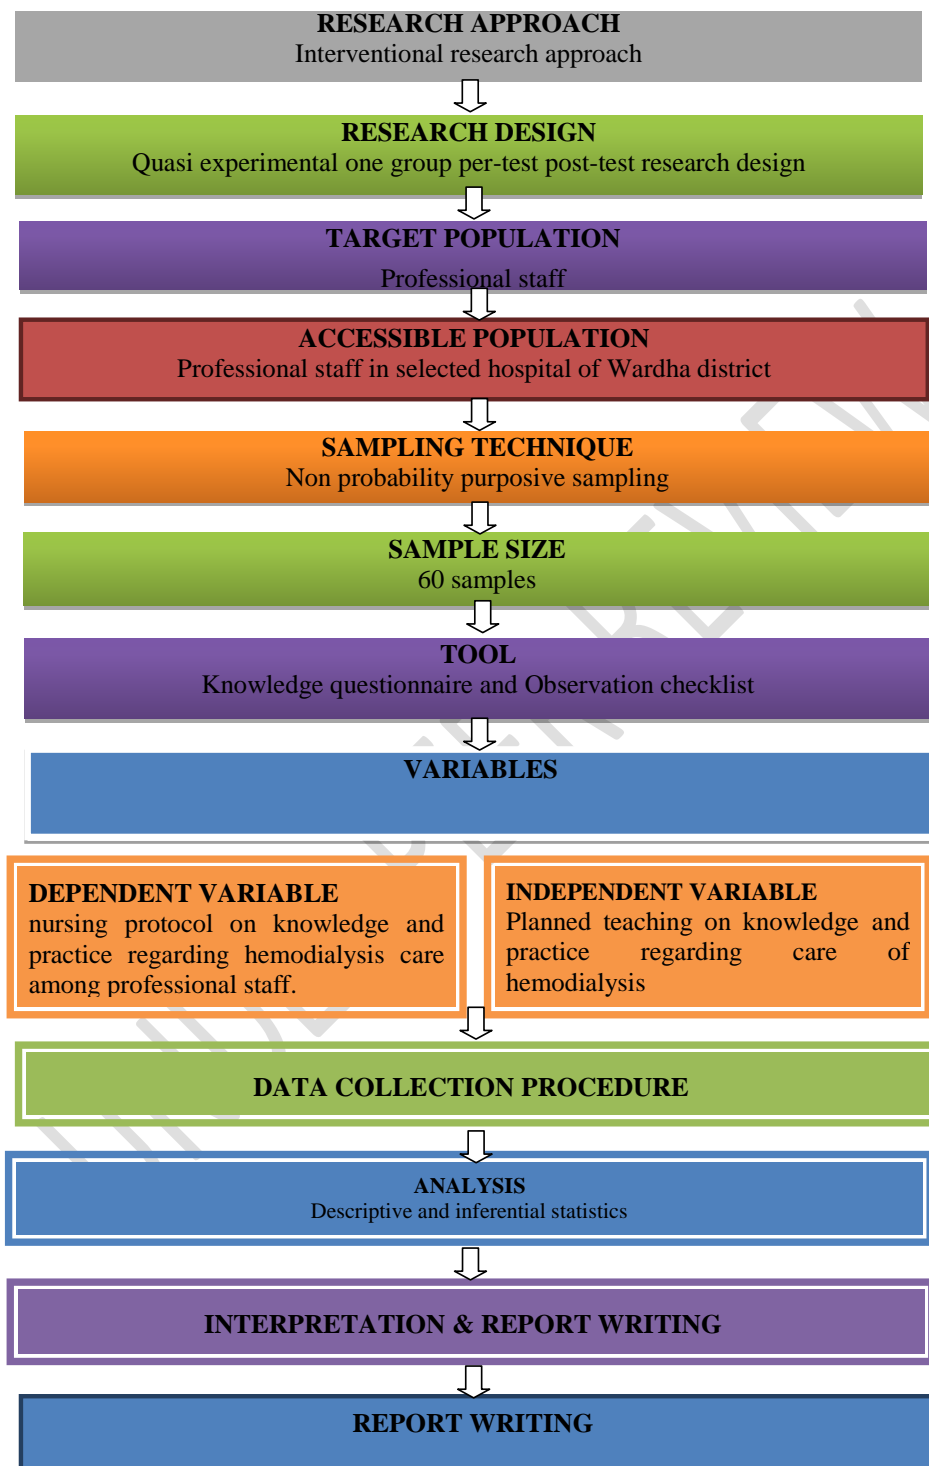 RESEARCH APPROACH
Interventional research approach
RESEARCH DESIGN
Quasi experimental one group per-test post-test research design
TARGET POPULATION
Professional staff
ACCESSIBLE POPULATION
Professional staff in selected hospital of Wardha district
SAMPLING TECHNIQUE
Non probability purposive sampling
SAMPLE SIZE
60 samples
TOOL
Knowledge questionnaire and Observation checklist
VARIABLES
DEPENDENT VARIABLE
nursing protocol on knowledge and
practice regarding hemodialysis care
among professional staff.
INDEPENDENT VARIABLE
Planned teaching on knowledge and
practice regarding care of
hemodialysis
DATA COLLECTION PROCEDURE
ANALYSIS
Descriptive and inferential statistics
INTERPRETATION & REPORT WRITING
REPORT WRITING